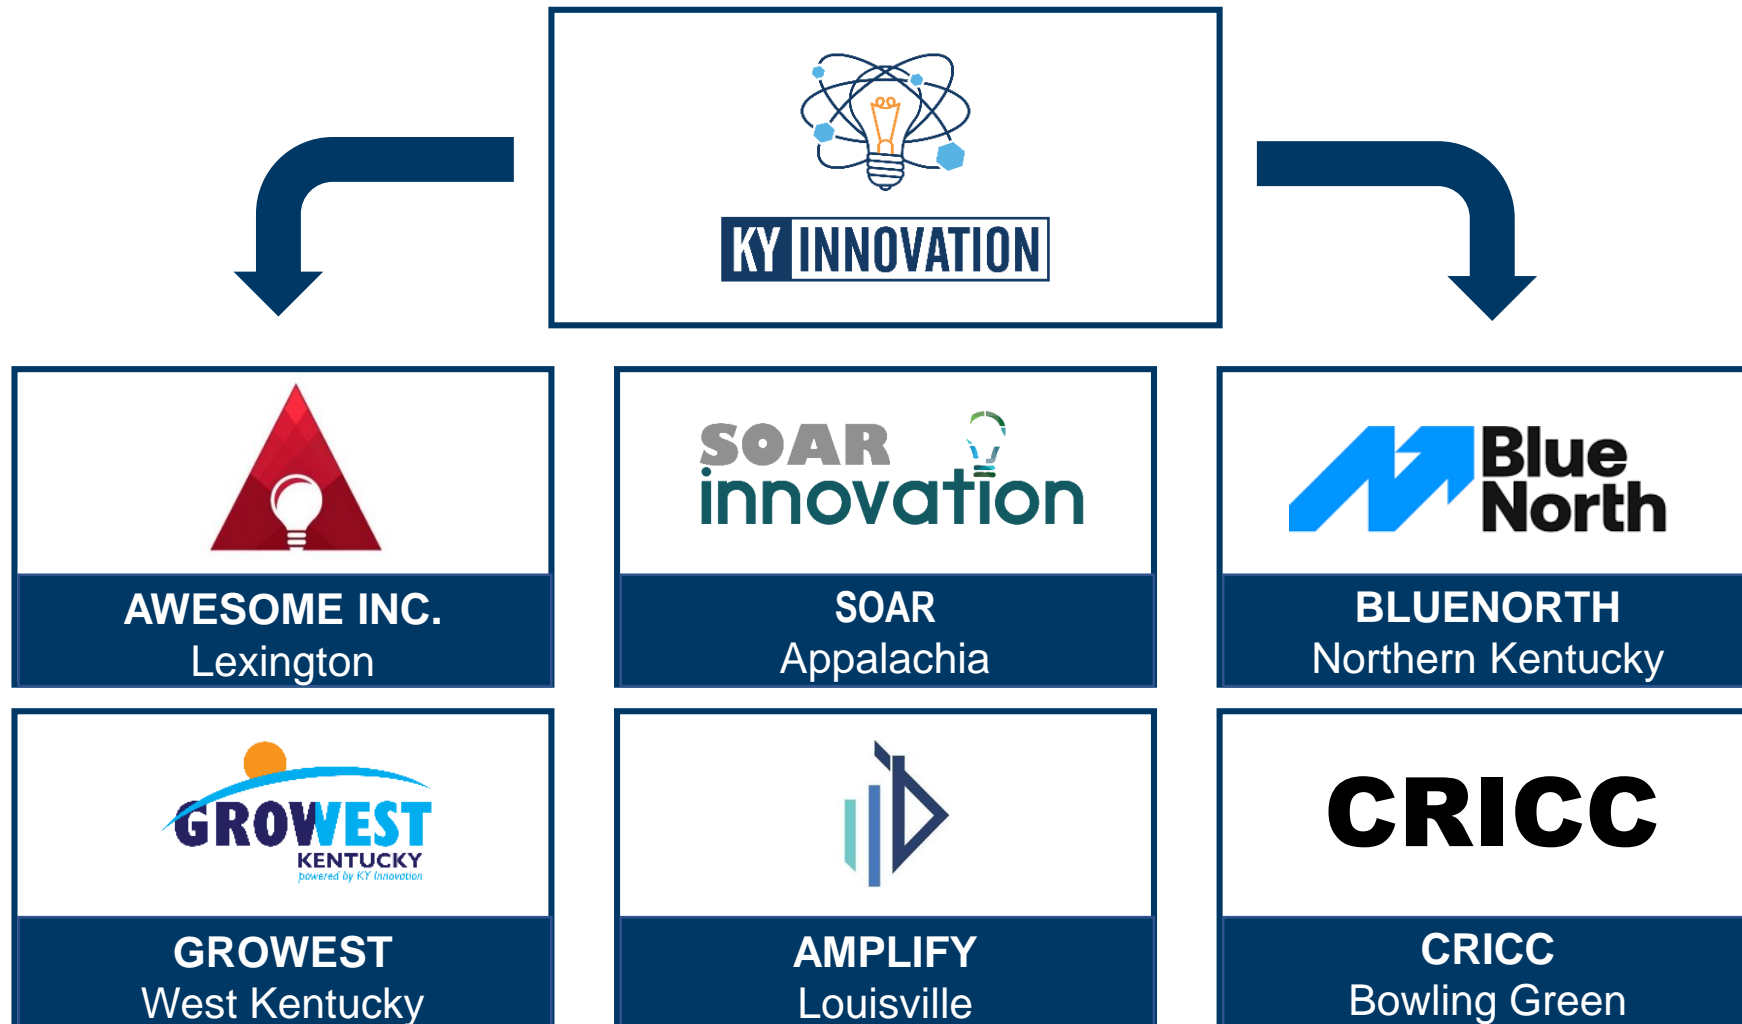 KY INNOVATION
SOAR
innovation
Blue
North
AWESOME INC.
Lexington
SOAR
Appalachia
BLUENORTH
Northern Kentucky
GROWEST
KENTUCKY
powered by KY Innovation
CRICC
GROWEST
West Kentucky
AMPLIFY
Louisville
CRICC
Bowling Green